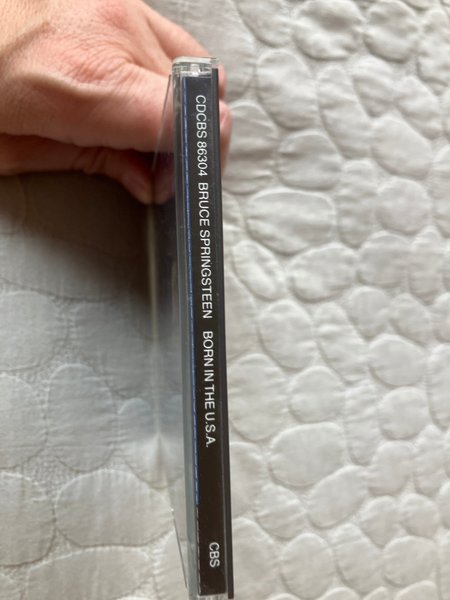 CDCBS 86304 BRUCE SPRINGSTEEN BORN IN THE U.S.A. CBS